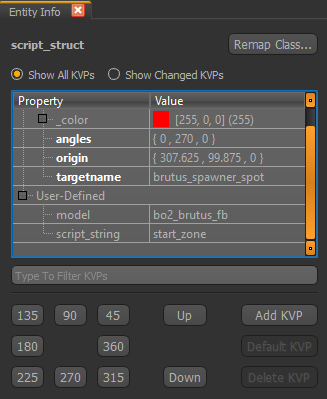 Entity Info
script_struct
Remap Class...
Show All KVPs Show Changed KVPs
Property Value
_color [255, 0, 0] (255)
angles { 0 , 270 , 0 }
origin { 307.625 , 99.875 , 0 }
targetname brutus_spawner_spot
User-Defined
model bo2_brutus_fb
script_string start_zone
Type To Filter KVPs
135 90 45 Up Add KVP
180 360 Default KVP
225 270 315 Down Delete KVP